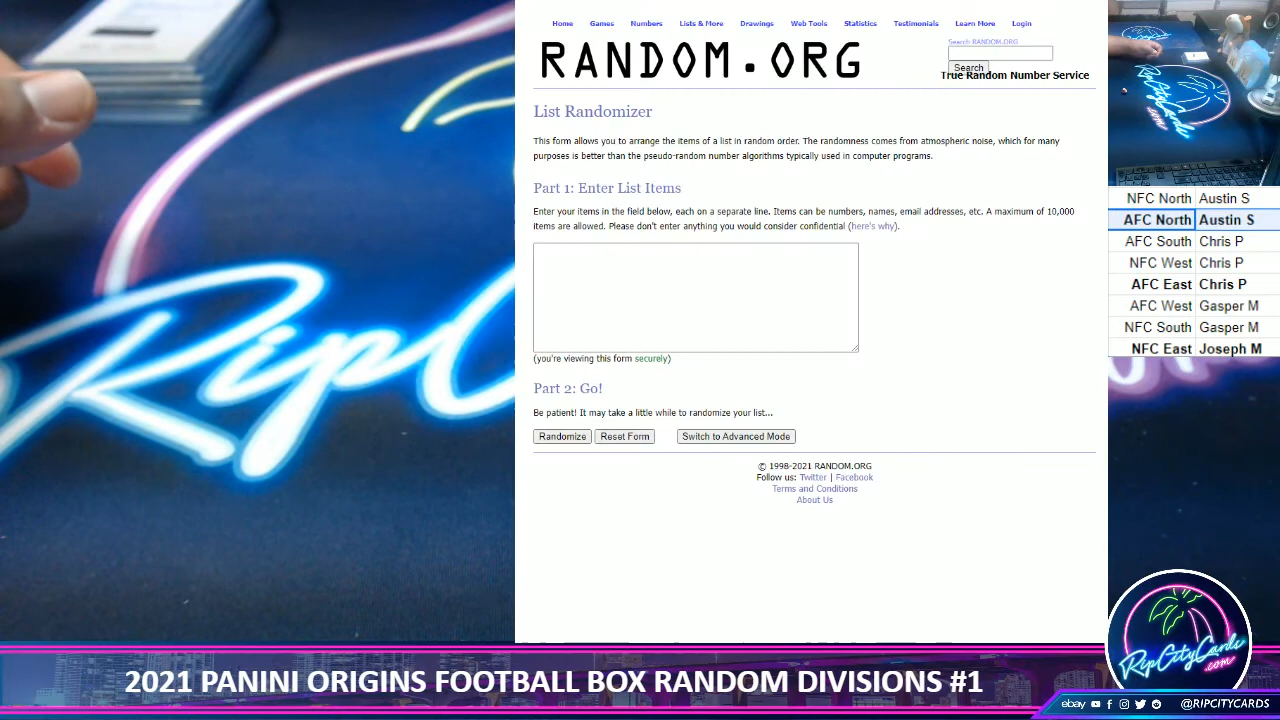 Home Games Numbers Lists & More Drawings Web Tools Statistics Testimonials Learn More Login
RANDOM.ORG
Search RANDOM.ORG
Search
True Random Number Service
List Randomizer
This form allows you to arrange the items of a list in random order. The randomness comes from atmospheric noise, which for many
purposes is better than the pseudo-random number algorithms typically used in computer programs.
Part 1: Enter List Items
Enter your items in the field below, each on a separate line. Items can be numbers, names, email addresses, etc. A maximum of 10,000
items are allowed. Please don't enter anything you would consider confidential (here's why).
(you're viewing this form securely)
Part 2: Go!
Be patient! It may take a little while to randomize your list...
Randomize Reset Form Switch to Advanced Mode
© 1998-2021 RANDOM.ORG
Follow us: Twitter | Facebook
Terms and Conditions
About Us
RipCityCards
.com
NFC North Austin S
AFC North Austin S
AFC South Chris P
NFC West Chris P
AFC East Chris P
AFC West Gasper M
NFC South Gasper M
NFC East Joseph M
Rip C
2021 PANINI ORIGINS FOOTBALL BOX RANDOM DIVISIONS #1
RipCityCards
.com
ebay @RIPCITYCARDS